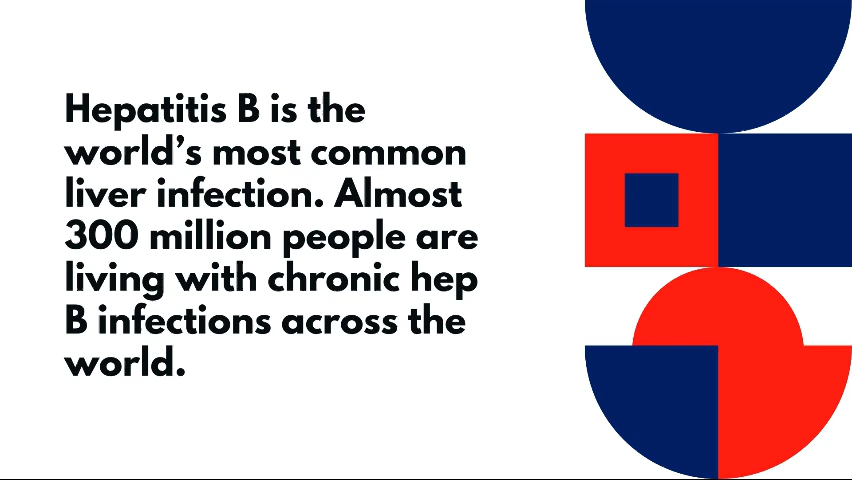 Hepatitis B is the
world’s most common
liver infection. Almost
300 million people are
living with chronic hep
B infections across the
world.